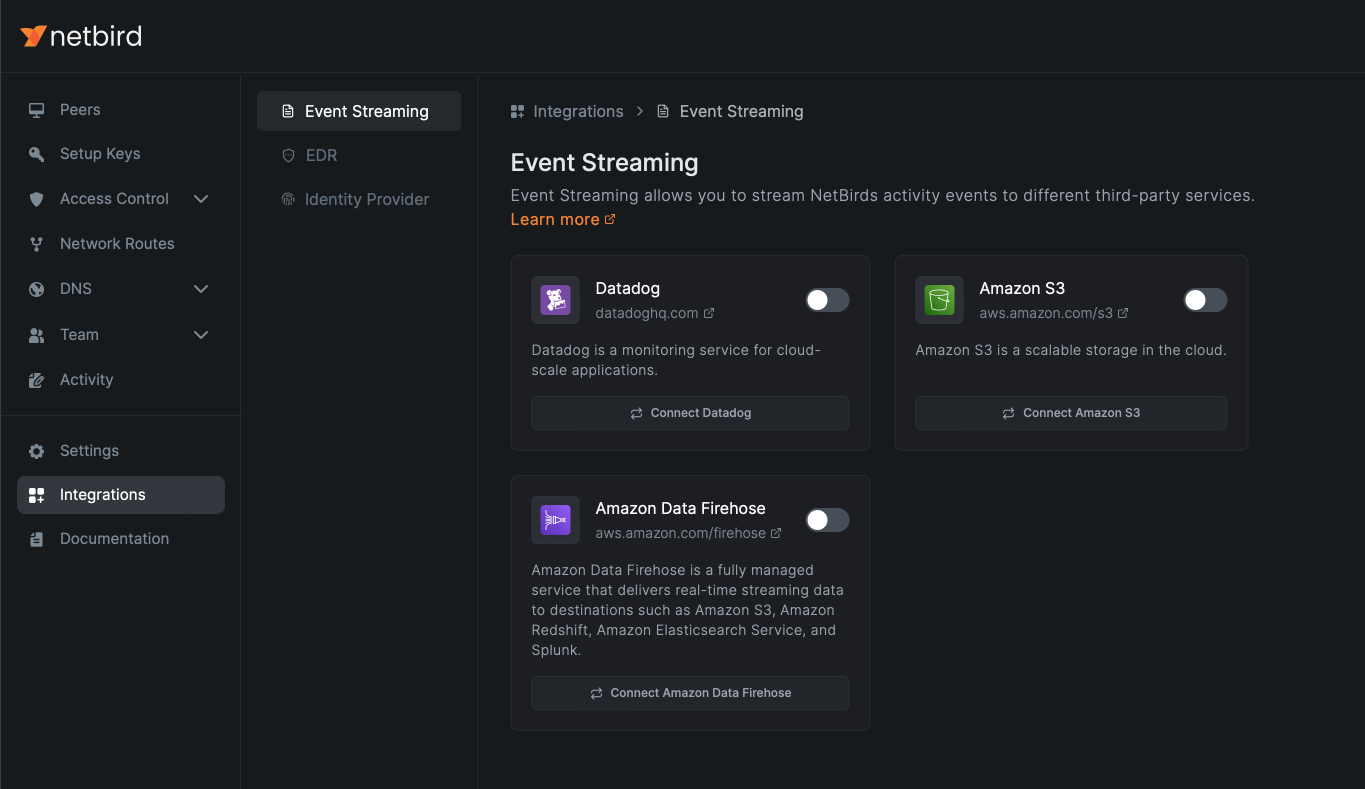 netbird
Peers
Setup Keys
Access Control
Network Routes
DNS
Team
Activity
Settings
Integrations
Documentation
Event Streaming
EDR
Identity Provider
Integrations > Event Streaming
Event Streaming
Event Streaming allows you to stream NetBirds activity events to different third-party services.
Learn more
Datadog
datadoghq.com
Datadog is a monitoring service for cloud-
scale applications.
Connect Datadog
Amazon S3
aws.amazon.com/s3
Amazon S3 is a scalable storage in the cloud.
Connect Amazon S3
Amazon Data Firehose
aws.amazon.com/firehose
Amazon Data Firehose is a fully managed
service that delivers real-time streaming data
to destinations such as Amazon S3, Amazon
Redshift, Amazon Elasticsearch Service, and
Splunk.
Connect Amazon Data Firehose